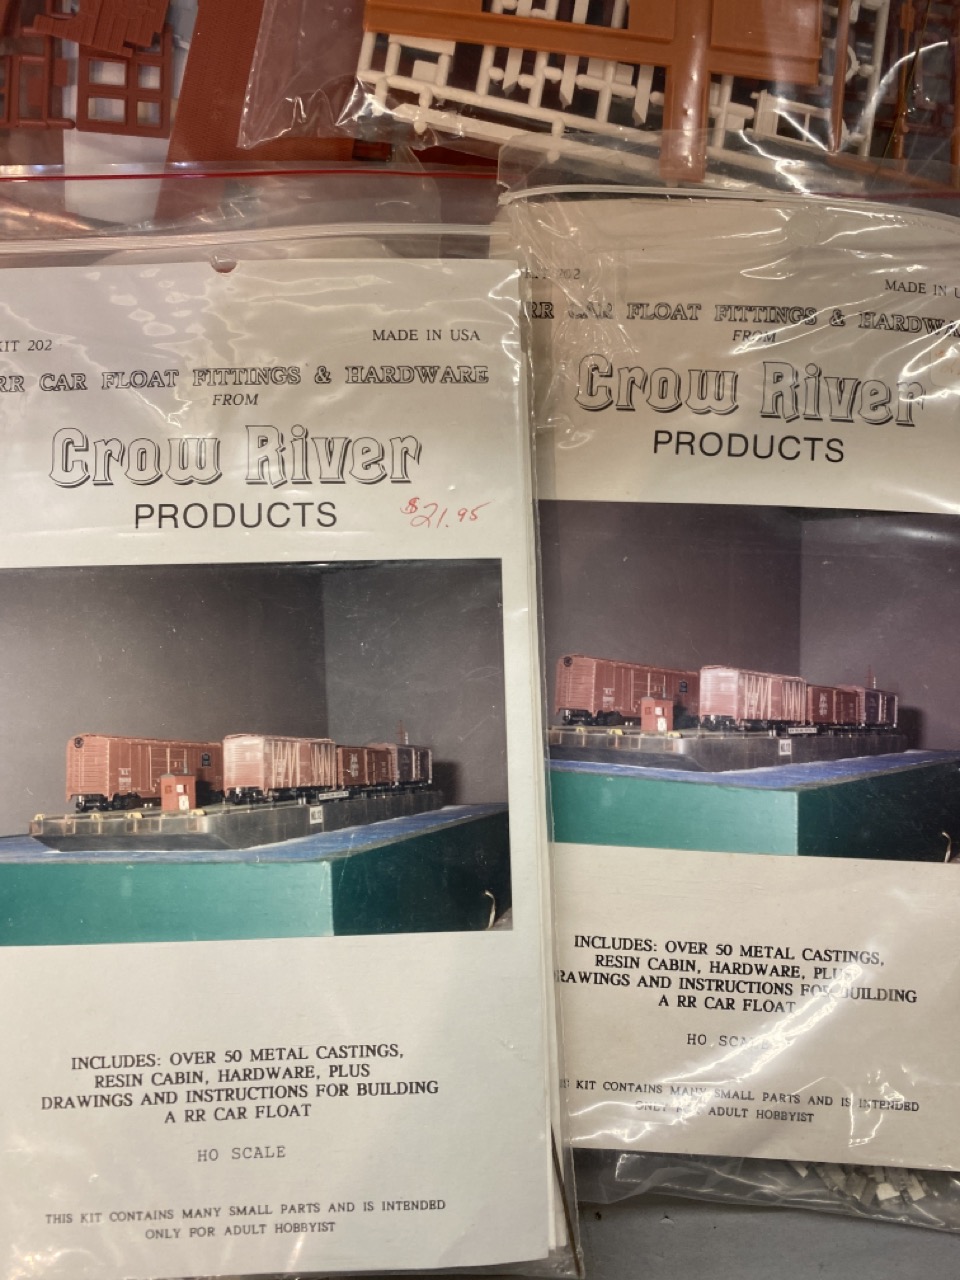 KIT 202
MADE IN USA
RR CAR FLOAT FITTINGS & HARDWARE
FROM
Crow River
PRODUCTS
$21.95
INCLUDES: OVER 50 METAL CASTINGS,
RESIN CABIN, HARDWARE, PLUS
DRAWINGS AND INSTRUCTIONS FOR BUILDING
A RR CAR FLOAT
HO SCALE
THIS KIT CONTAINS MANY SMALL PARTS AND IS INTENDED
ONLY FOR ADULT HOBBYIST
KIT 202
MADE IN U
RR CAR FLOAT FITTINGS & HARDWA
FROM
Crow River
PRODUCTS
INCLUDES: OVER 50 METAL CASTINGS,
RESIN CABIN, HARDWARE, PLUS
DRAWINGS AND INSTRUCTIONS FOR BUILDING
A RR CAR FLOAT
HO SCALE
KIT CONTAINS MANY SMALL PARTS AND IS INTENDED
ONLY FOR ADULT HOBBYIST